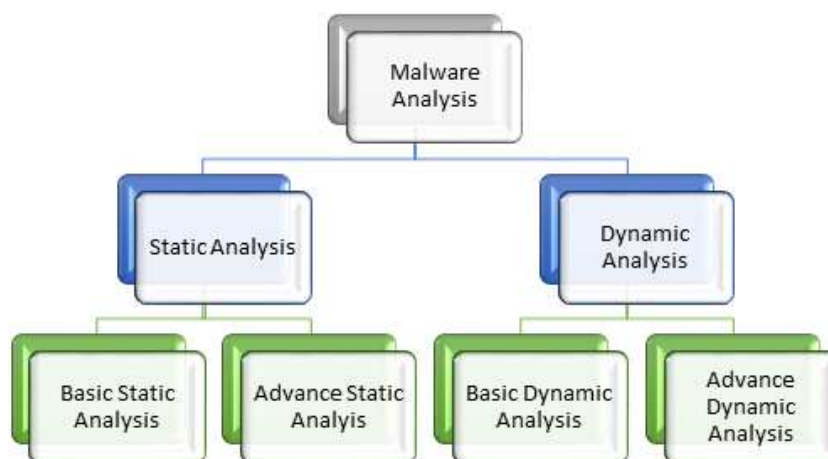 Malware
Analysis
Static Analysis
Dynamic
Analysis
Basic Static
Analysis
Advance Static
Analyis
Basic Dynamic
Analysis
Advance
Dynamic
Analysis